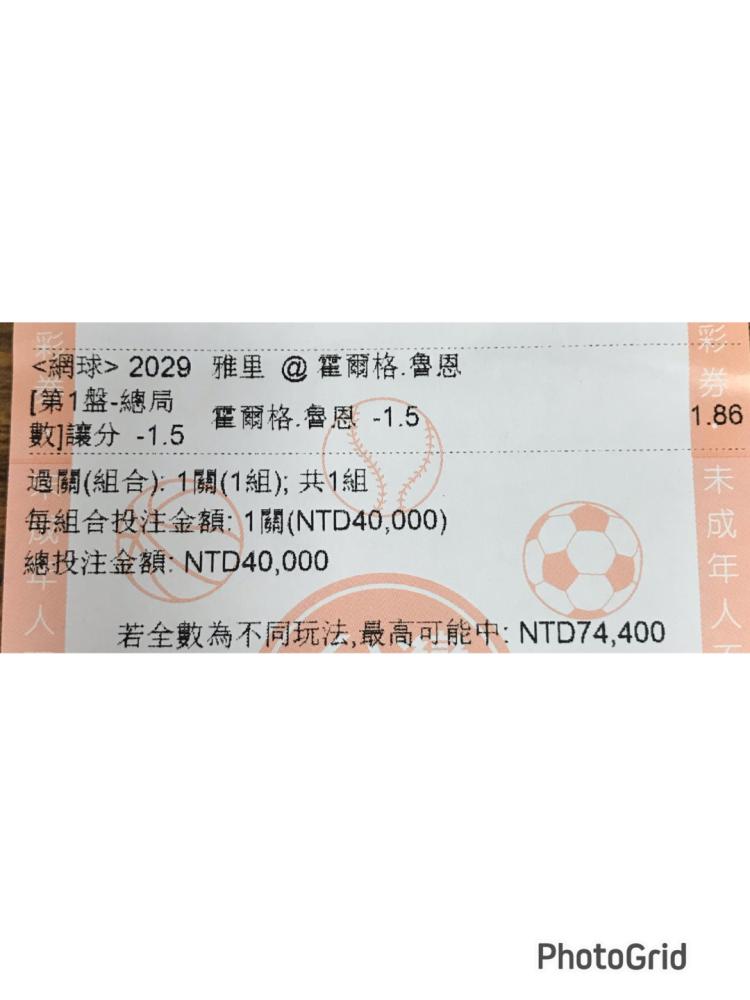 <網球> 2029 雅里 @ 霍爾格.魯恩
[第1盤-總局數]讓分 -1.5 霍爾格.魯恩 -1.5 1.86
過關(組合): 1關(1組); 共1組
每組合投注金額: 1關(NTD40,000)
總投注金額: NTD40,000
若全數為不同玩法,最高可能中: NTD74,400
彩券
未成年人
彩券
未成年人
PhotoGrid